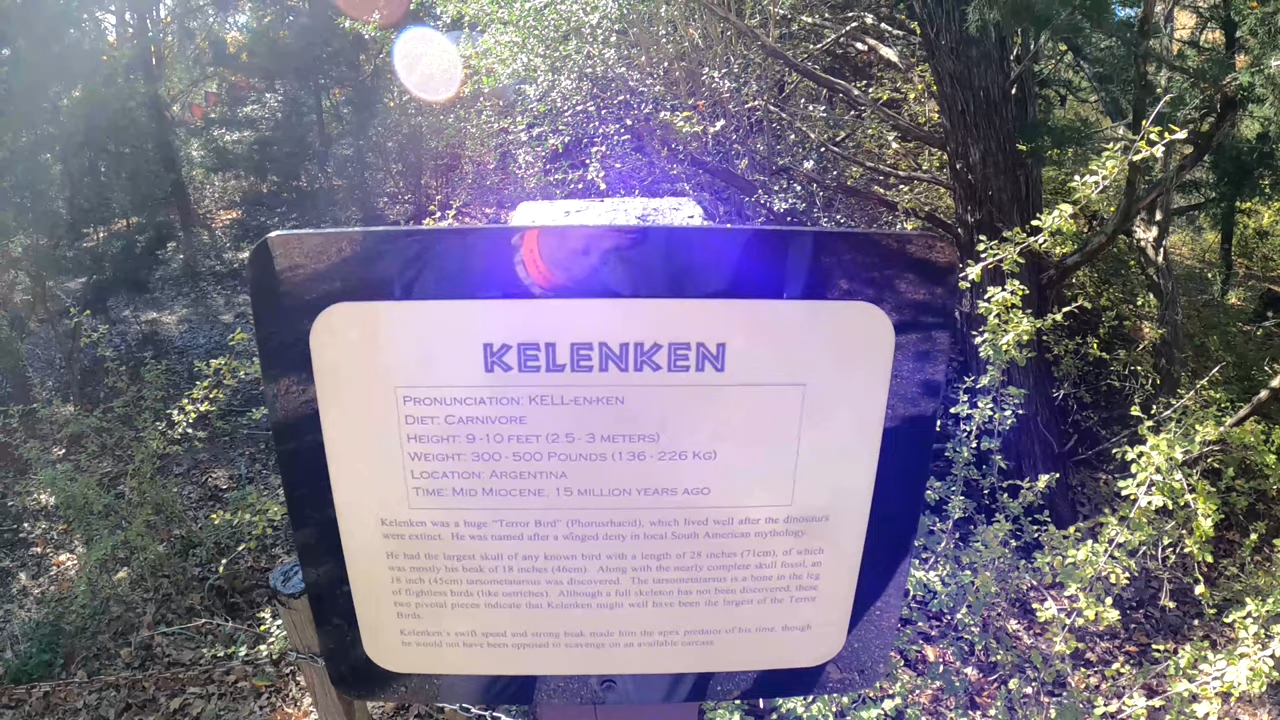 KELENKEN
PRONUNCIATION: KELL-EN-KEN
DIET: CARNIVORE
HEIGHT: 9 -10 FEET (2.5 - 3 METERS)
WEIGHT: 300 - 500 POUNDS (136 - 226 KG)
LOCATION: ARGENTINA
TIME: MID MIOCENE, 15 MILLION YEARS AGO
Kelenken was a huge "Terror Bird" (Phorusrhacid), which lived well after the dinosaurs
were extinct. He was named after a winged deity in local South American mythology.
He had the largest skull of any known bird with a length of 28 inches (71cm), of which
was mostly his beak of 18 inches (46cm). Along with the nearly complete skull fossil, an
18 inch (45cm) tarsometatarsus was discovered. The tarsometatarsus is a bone in the leg
of flightless birds (like ostriches). Although a full skeleton has not been discovered, these
two pivotal pieces indicate that Kelenken might well have been the largest of the Terror
Birds.
Kelenken's swift speed and strong beak made him the apex predator of his time, though
he would not have been opposed to scavenge on an available carcass.